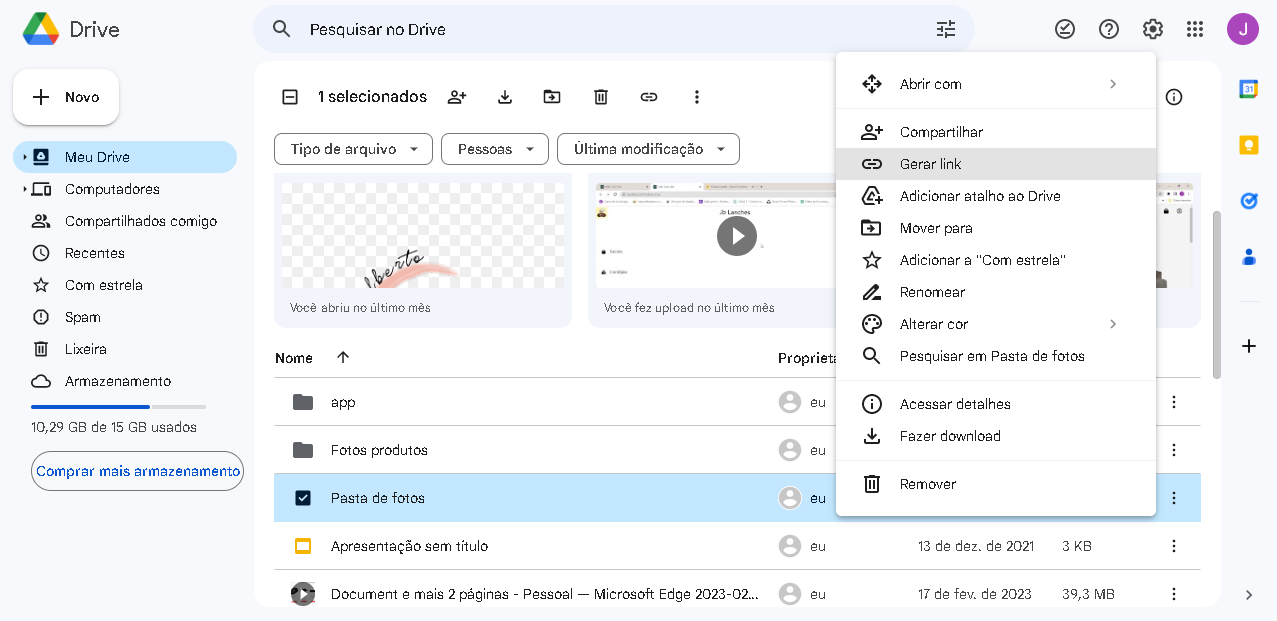 Drive
Pesquisar no Drive
J
Novo
1 selecionados
Tipo de arquivo
Pessoas
Última modificação
Meu Drive
Computadores
Compartilhados comigo
Recentes
Com estrela
Spam
Lixeira
Armazenamento
10,29 GB de 15 GB usados
Comprar mais armazenamento
Jb Lanches
Você abriu no último mês
Você fez upload no último mês
Nome
app
eu
Fotos produtos
eu
Pasta de fotos
eu
Apresentação sem título
eu
13 de dez. de 2021
3 KB
Document e mais 2 páginas - Pessoal — Microsoft Edge 2023-02...
eu
17 de fev. de 2023
39,3 MB
Abrir com
Compartilhar
Gerar link
Adicionar atalho ao Drive
Mover para
Adicionar a "Com estrela"
Renomear
Alterar cor
Pesquisar em Pasta de fotos
Acessar detalhes
Fazer download
Remover
31